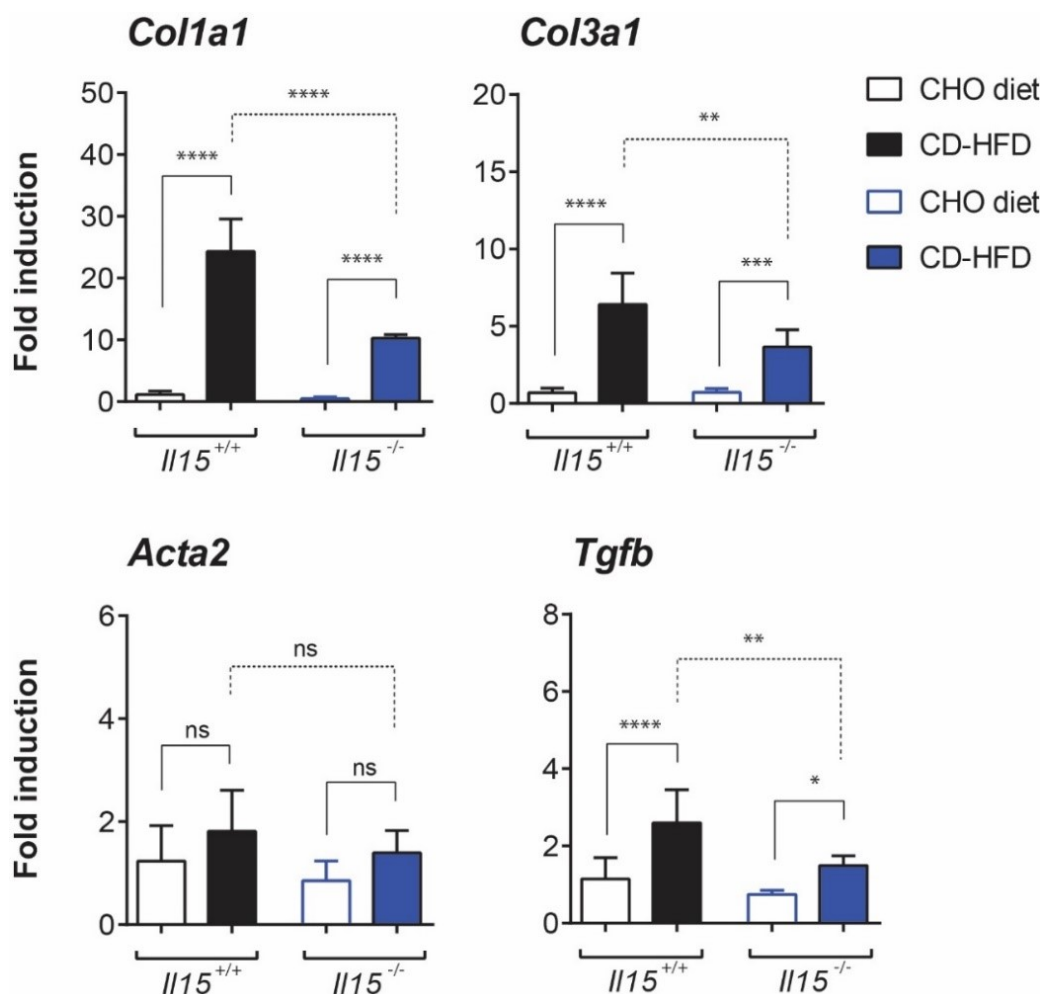 Col1a1
Fold induction
50
40
30
20
10
0
****
****
****
Il15+/+
Il15-/-
Col3a1
20
15
10
5
0
**
****
***
Il15+/+
Il15-/-
CHO diet
CD-HFD
CHO diet
CD-HFD
Acta2
Fold induction
6
4
2
0
ns
ns
ns
Il15+/+
Il15-/-
Tgfb
8
6
4
2
0
**
****
*
Il15+/+
Il15-/-